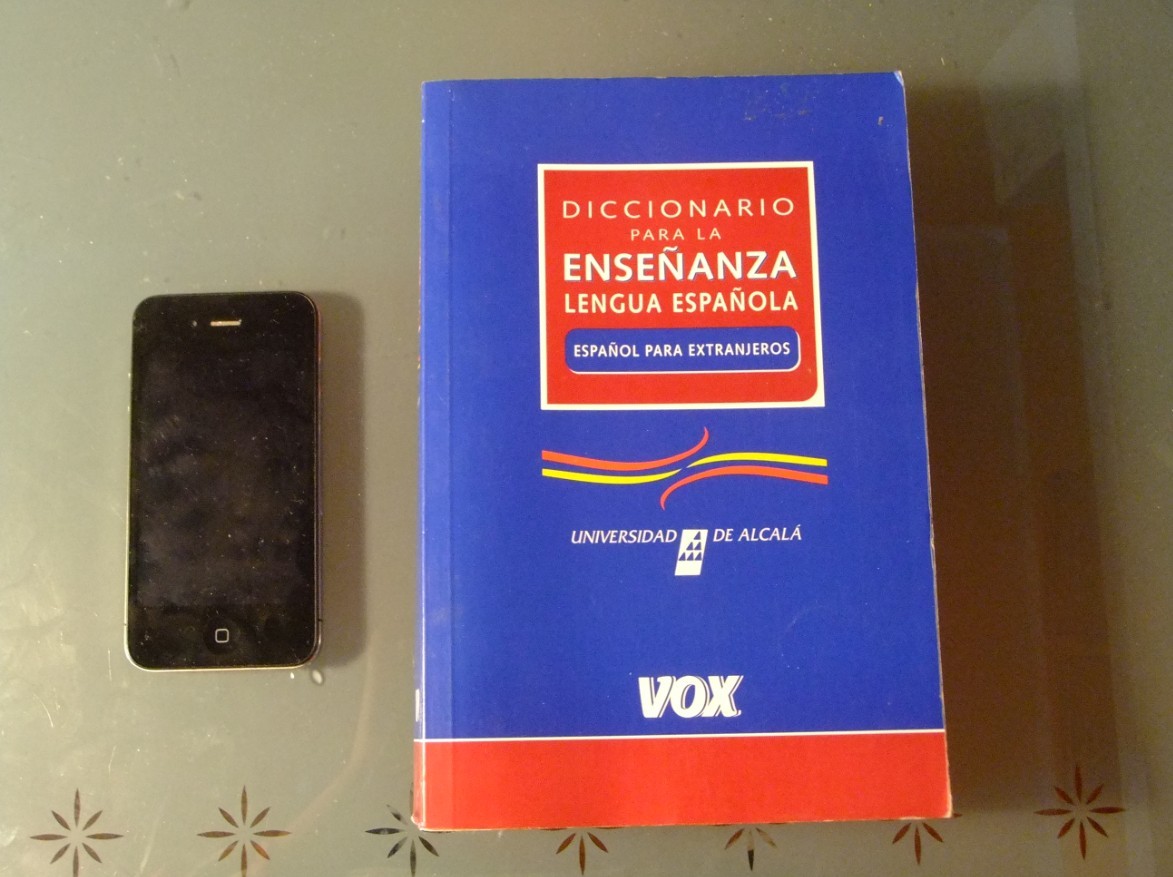 DICCIONARIO
PARA LA
ENSEÑANZA
LENGUA ESPAÑOLA
ESPAÑOL PARA EXTRANJEROS
UNIVERSIDAD DE ALCALÁ
VOX